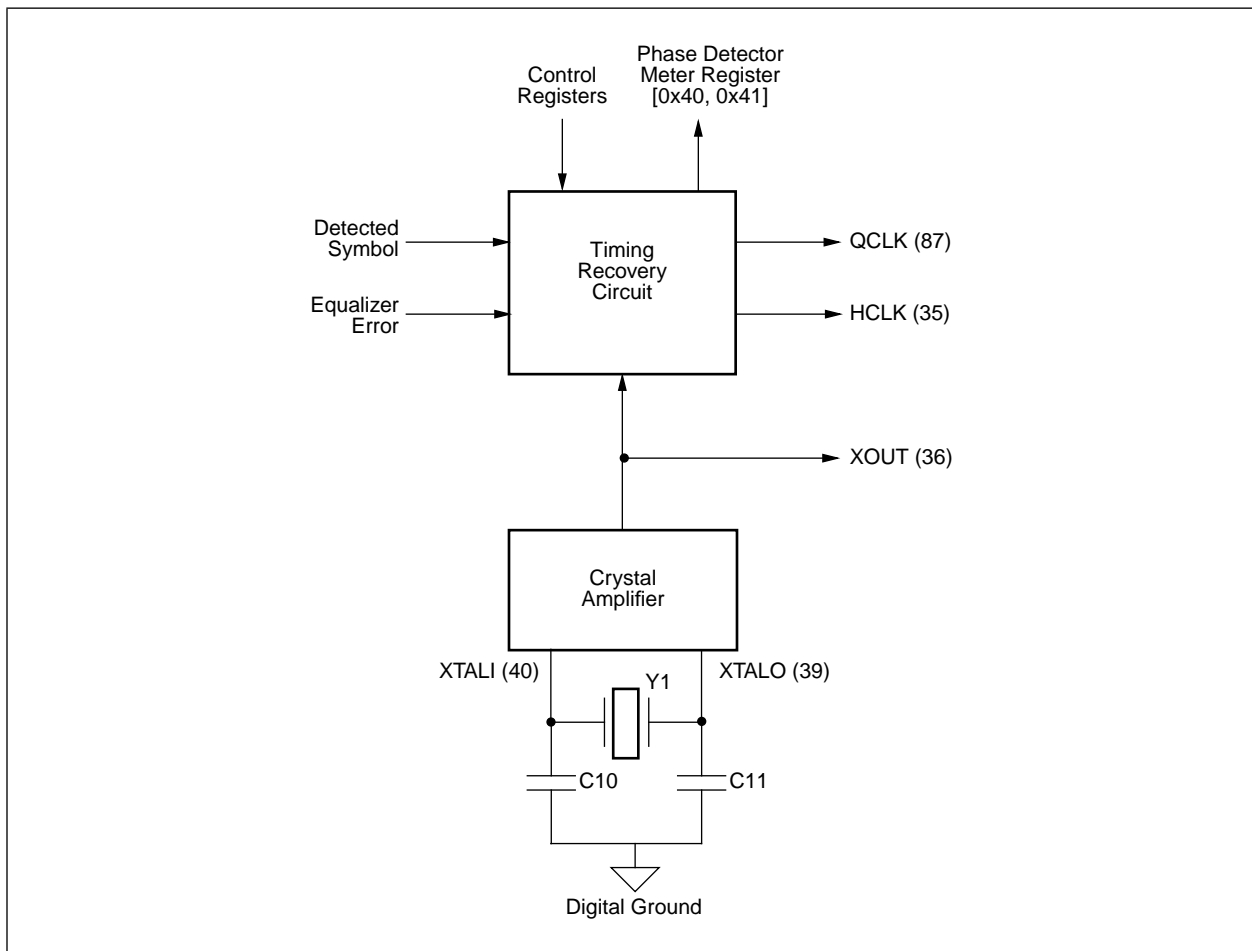 Control
Registers
Phase Detector
Meter Register
[0x40, 0x41]
Detected
Symbol
Equalizer
Error
Timing
Recovery
Circuit
QCLK (87)
HCLK (35)
XOUT (36)
Crystal
Amplifier
XTALI (40)
Y1
XTALO (39)
C10
C11
Digital Ground